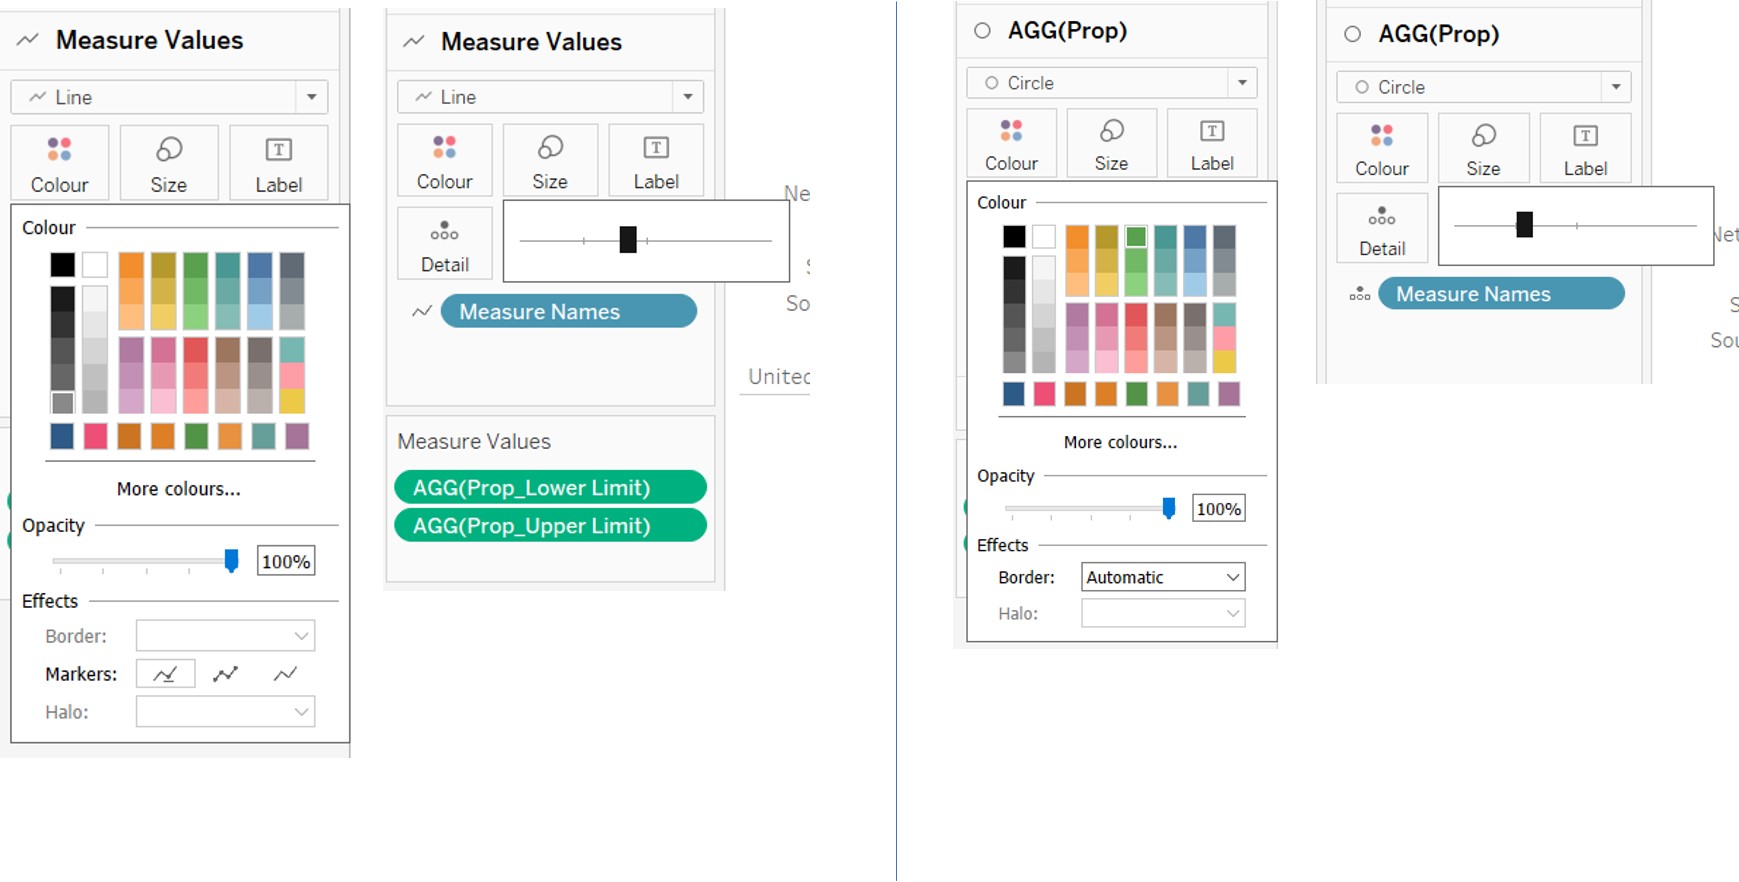 Measure Values
Line
Colour
Size
Label
Colour
More colours...
Opacity
100%
Effects
Border:
Markers:
Halo:
Measure Values
Line
Colour
Size
T
Label
Detail
Measure Names
Measure Values
AGG(Prop_Lower Limit)
AGG(Prop_Upper Limit)
Ne
So
United
AGG(Prop)
Circle
Colour
Size
T
Label
Colour
More colours...
Opacity
100%
Effects
Border:
Automatic
Halo:
AGG(Prop)
Circle
Colour
Size
T
Label
Detail
Measure Names
Net
S
Sou